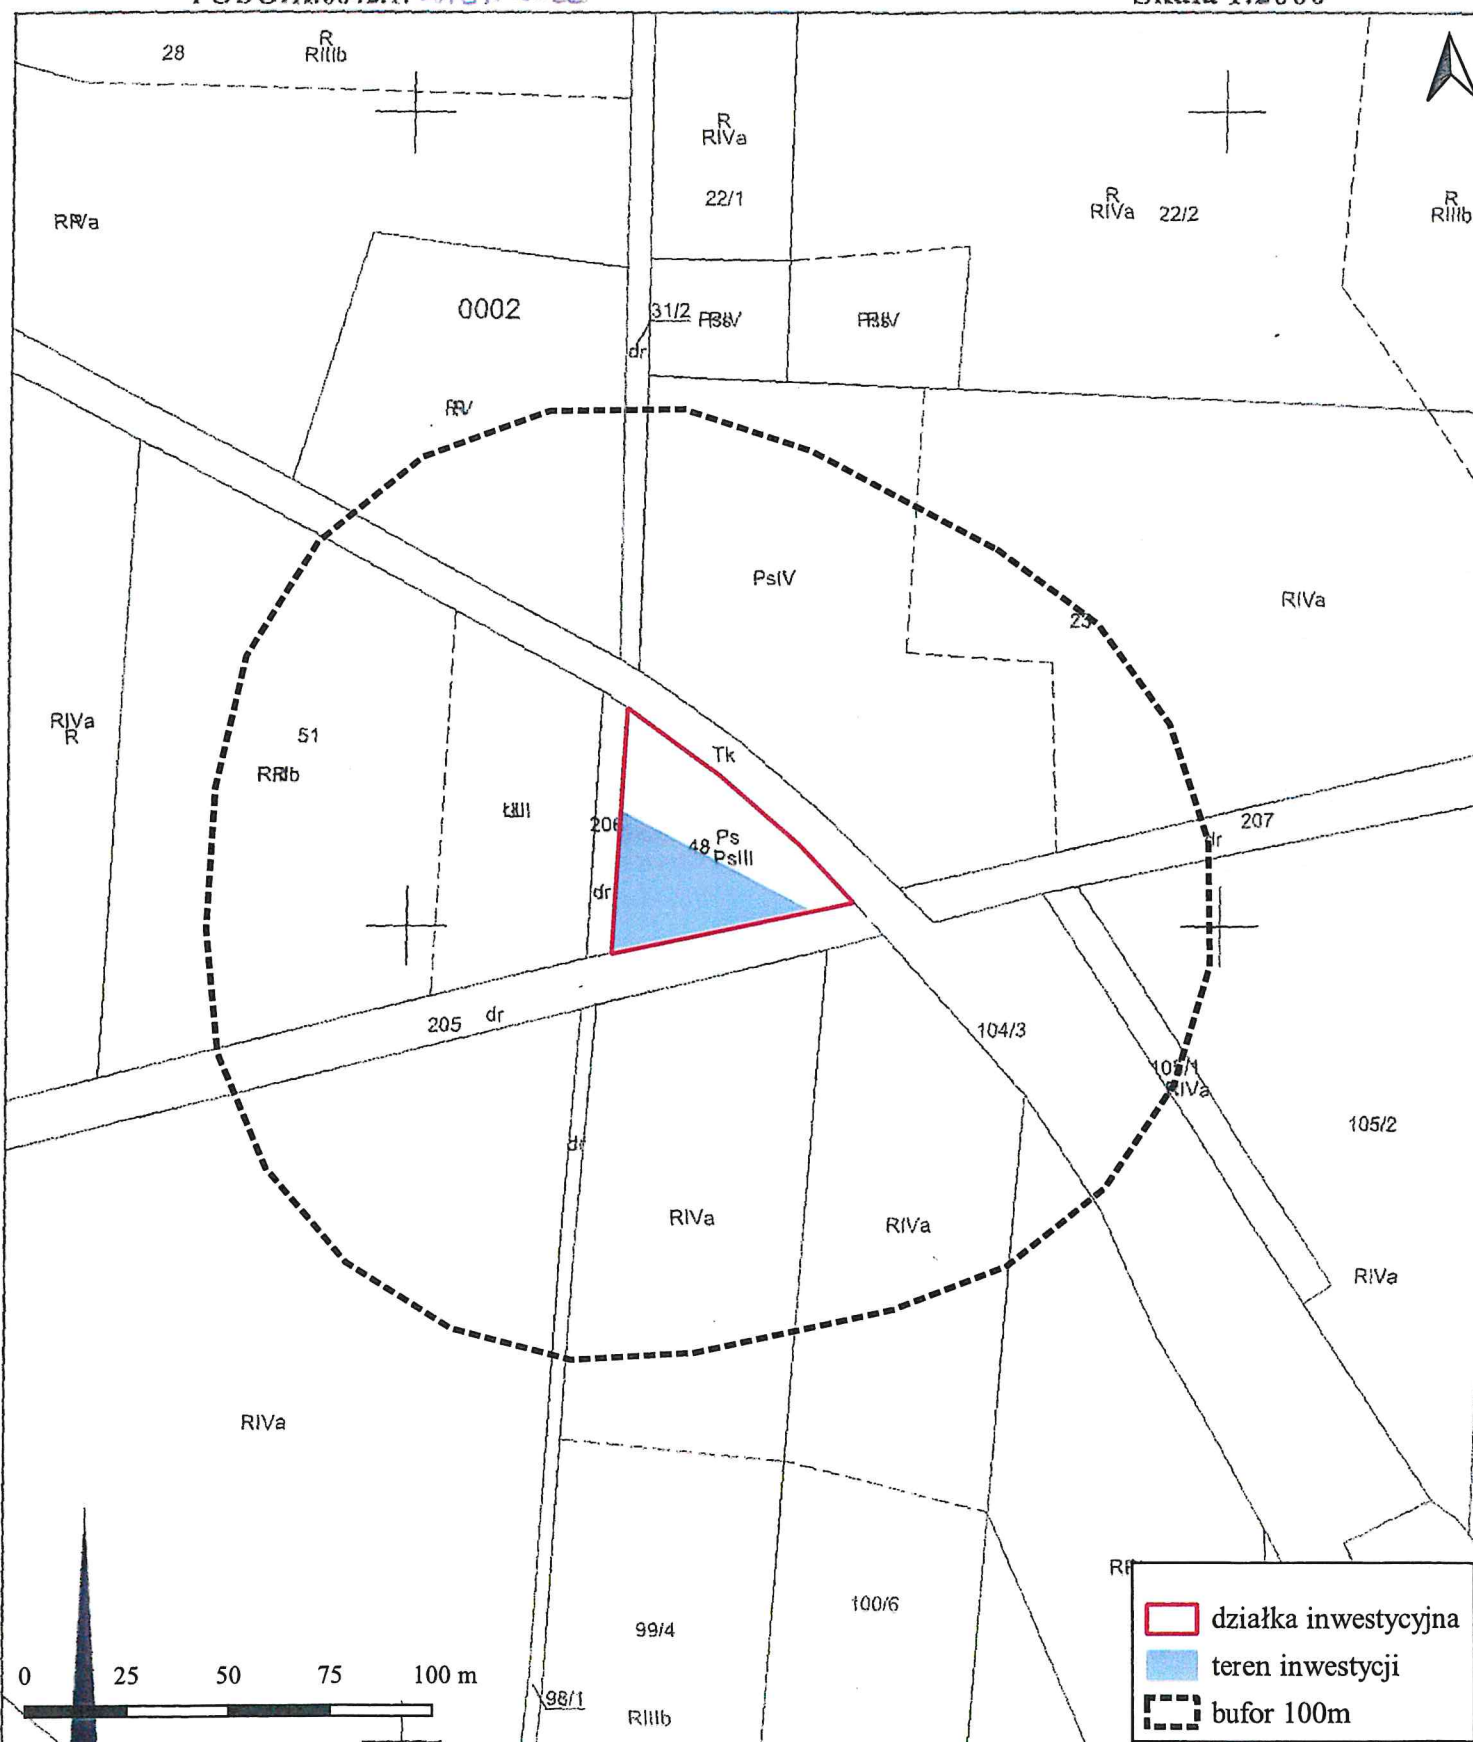 28
R
RIIIb
R
RIVa
22/1
R
RIVa 22/2
R
RIIIb
0002
31/2
dr
PsIV
RIVa
23
RIVa
R
51
Tk
206
48
Ps
PsIII
dr
207
dr
205 dr
104/3
RIVa
105/2
dr
RIVa
RIVa
RIVa
RIVa
100/6
99/4
98/1
RIIIb
0 25 50 75 100 m
działka inwestycyjna
teren inwestycji
bufor 100m